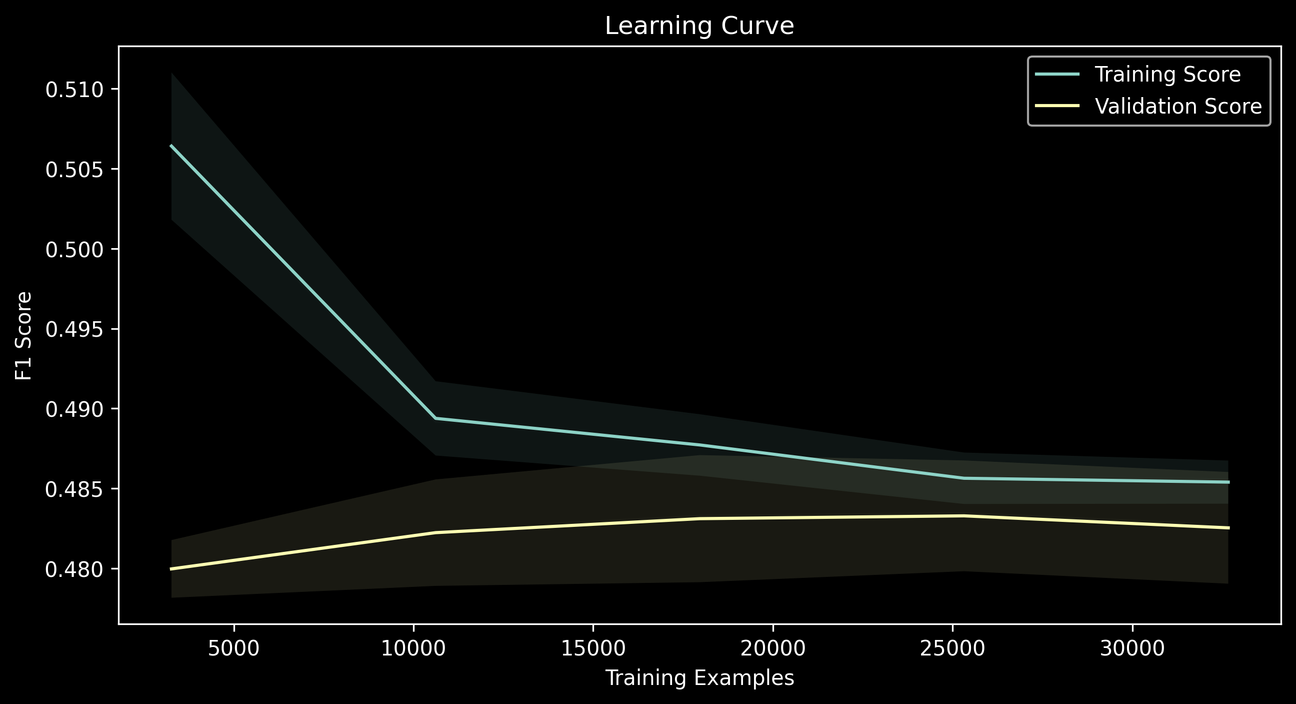 Learning Curve
Training Score
Validation Score
0.510
0.505
0.500
0.495
0.490
0.485
0.480
F1 Score
5000 10000 15000 20000 25000 30000
Training Examples